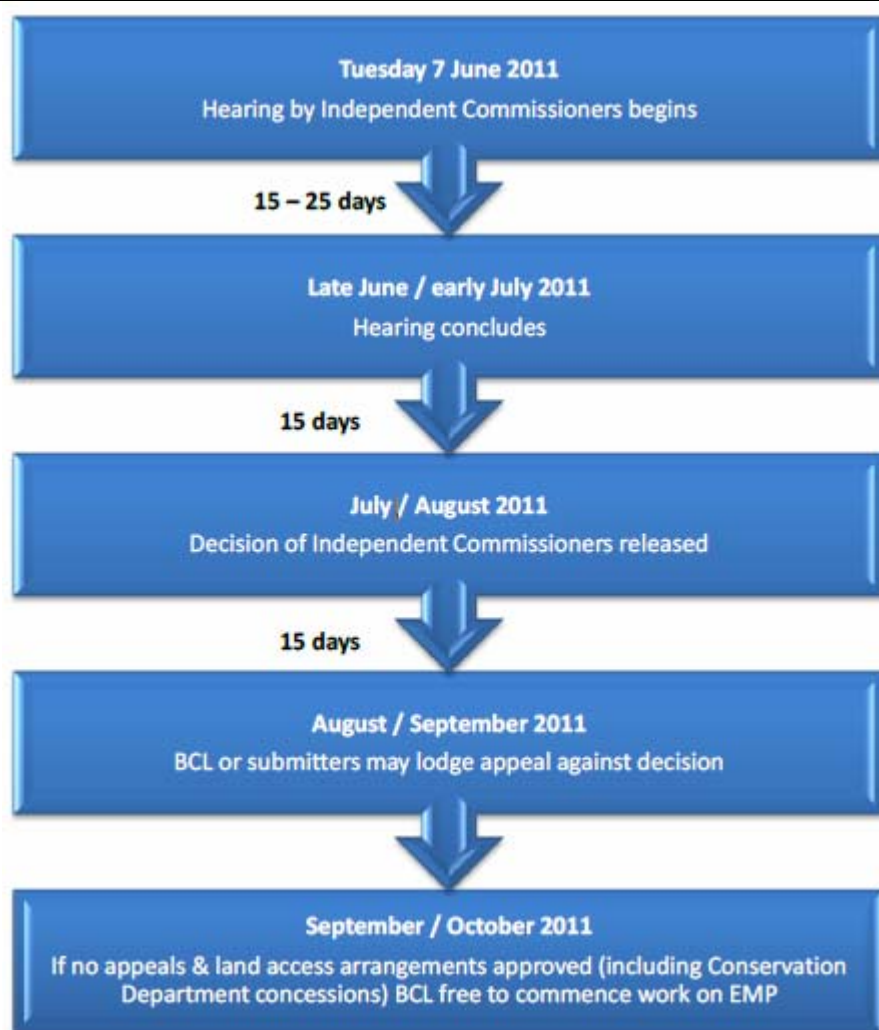 Tuesday 7 June 2011
Hearing by Independent Commissioners begins
15 – 25 days
Late June / early July 2011
Hearing concludes
15 days
July / August 2011
Decision of Independent Commissioners released
15 days
August / September 2011
BCL or submitters may lodge appeal against decision
September / October 2011
If no appeals & land access arrangements approved (including Conservation
Department concessions) BCL free to commence work on EMP